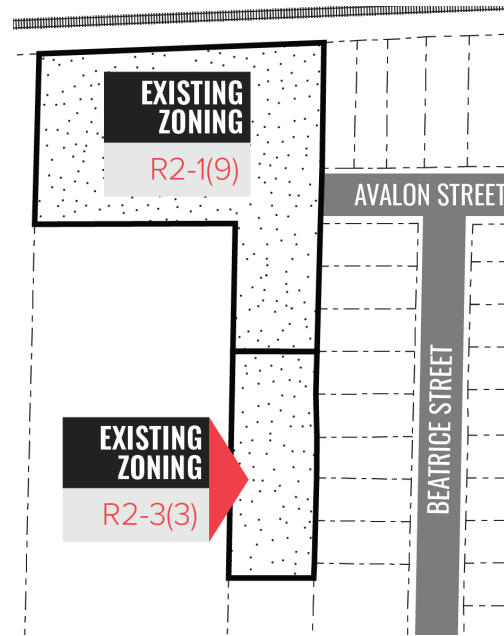 EXISTING
ZONING
R2-1(9)
AVALON STREET
BEATRICE STREET
EXISTING
ZONING
R2-3(3)